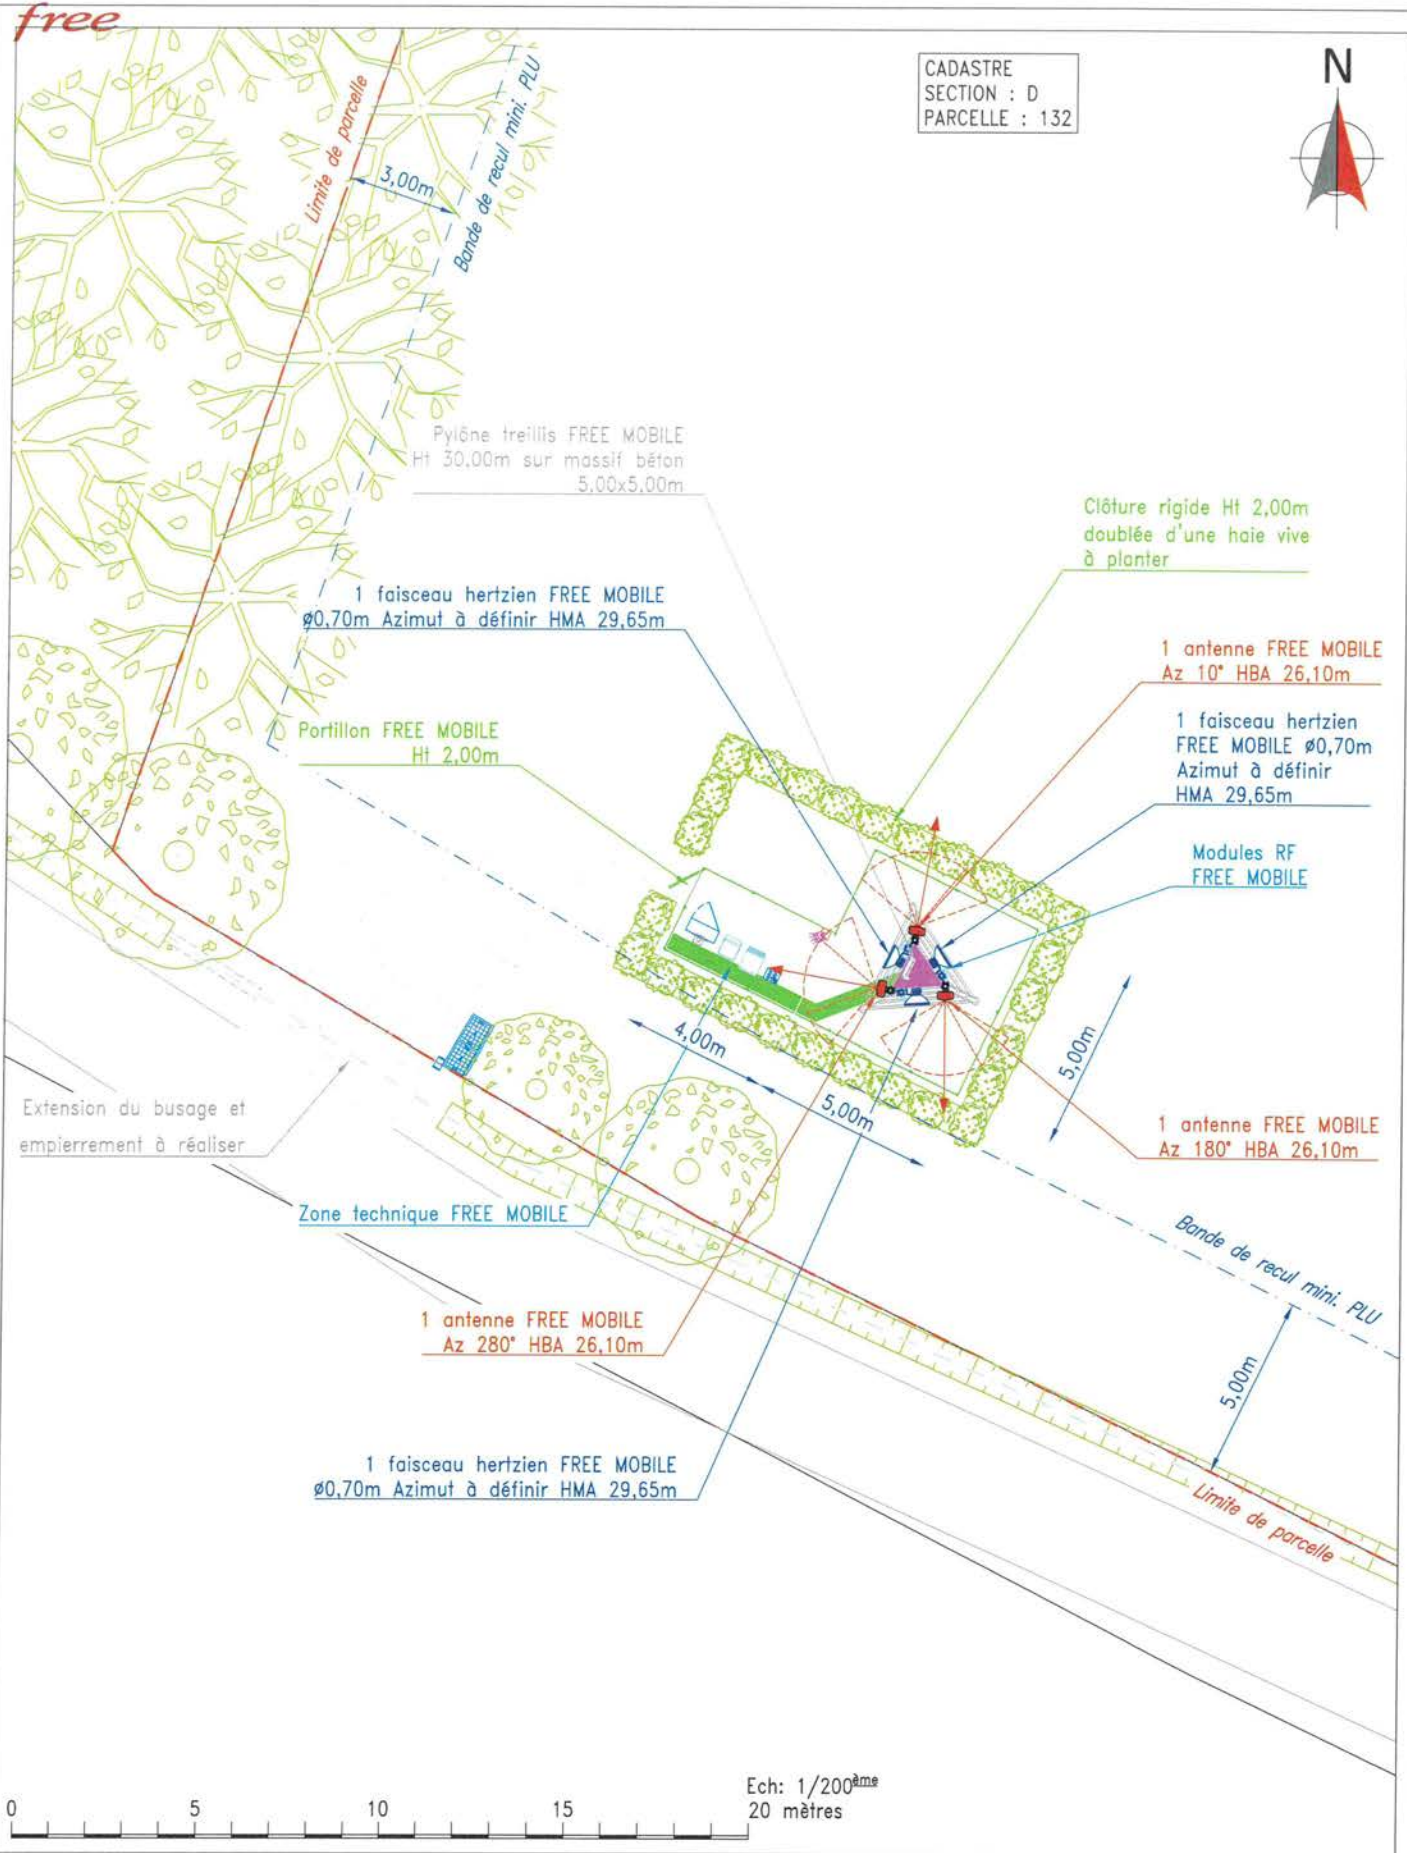 free
CADASTRE
SECTION : D
PARCELLE : 132
N
Limite de parcelle
3,00m
Bande de recul mini. PLU
Pylône treillis FREE MOBILE
Ht 30,00m sur massif béton
5,00x5,00m
Clôture rigide Ht 2,00m
doublée d'une haie vive
à planter
1 faisceau hertzien FREE MOBILE
ø0,70m Azimut à définir HMA 29,65m
1 antenne FREE MOBILE
Az 10° HBA 26,10m
1 faisceau hertzien
FREE MOBILE ø0,70m
Azimut à définir
HMA 29,65m
Portillon FREE MOBILE
Ht 2,00m
Modules RF
FREE MOBILE
4,00m
5,00m
5,00m
Extension du busage et
empierrement à réaliser
1 antenne FREE MOBILE
Az 180° HBA 26,10m
Zone technique FREE MOBILE
Bande de recul mini. PLU
1 antenne FREE MOBILE
Az 280° HBA 26,10m
5,00m
1 faisceau hertzien FREE MOBILE
ø0,70m Azimut à définir HMA 29,65m
Limite de parcelle
Ech: 1/200ème
0 5 10 15 20 mètres